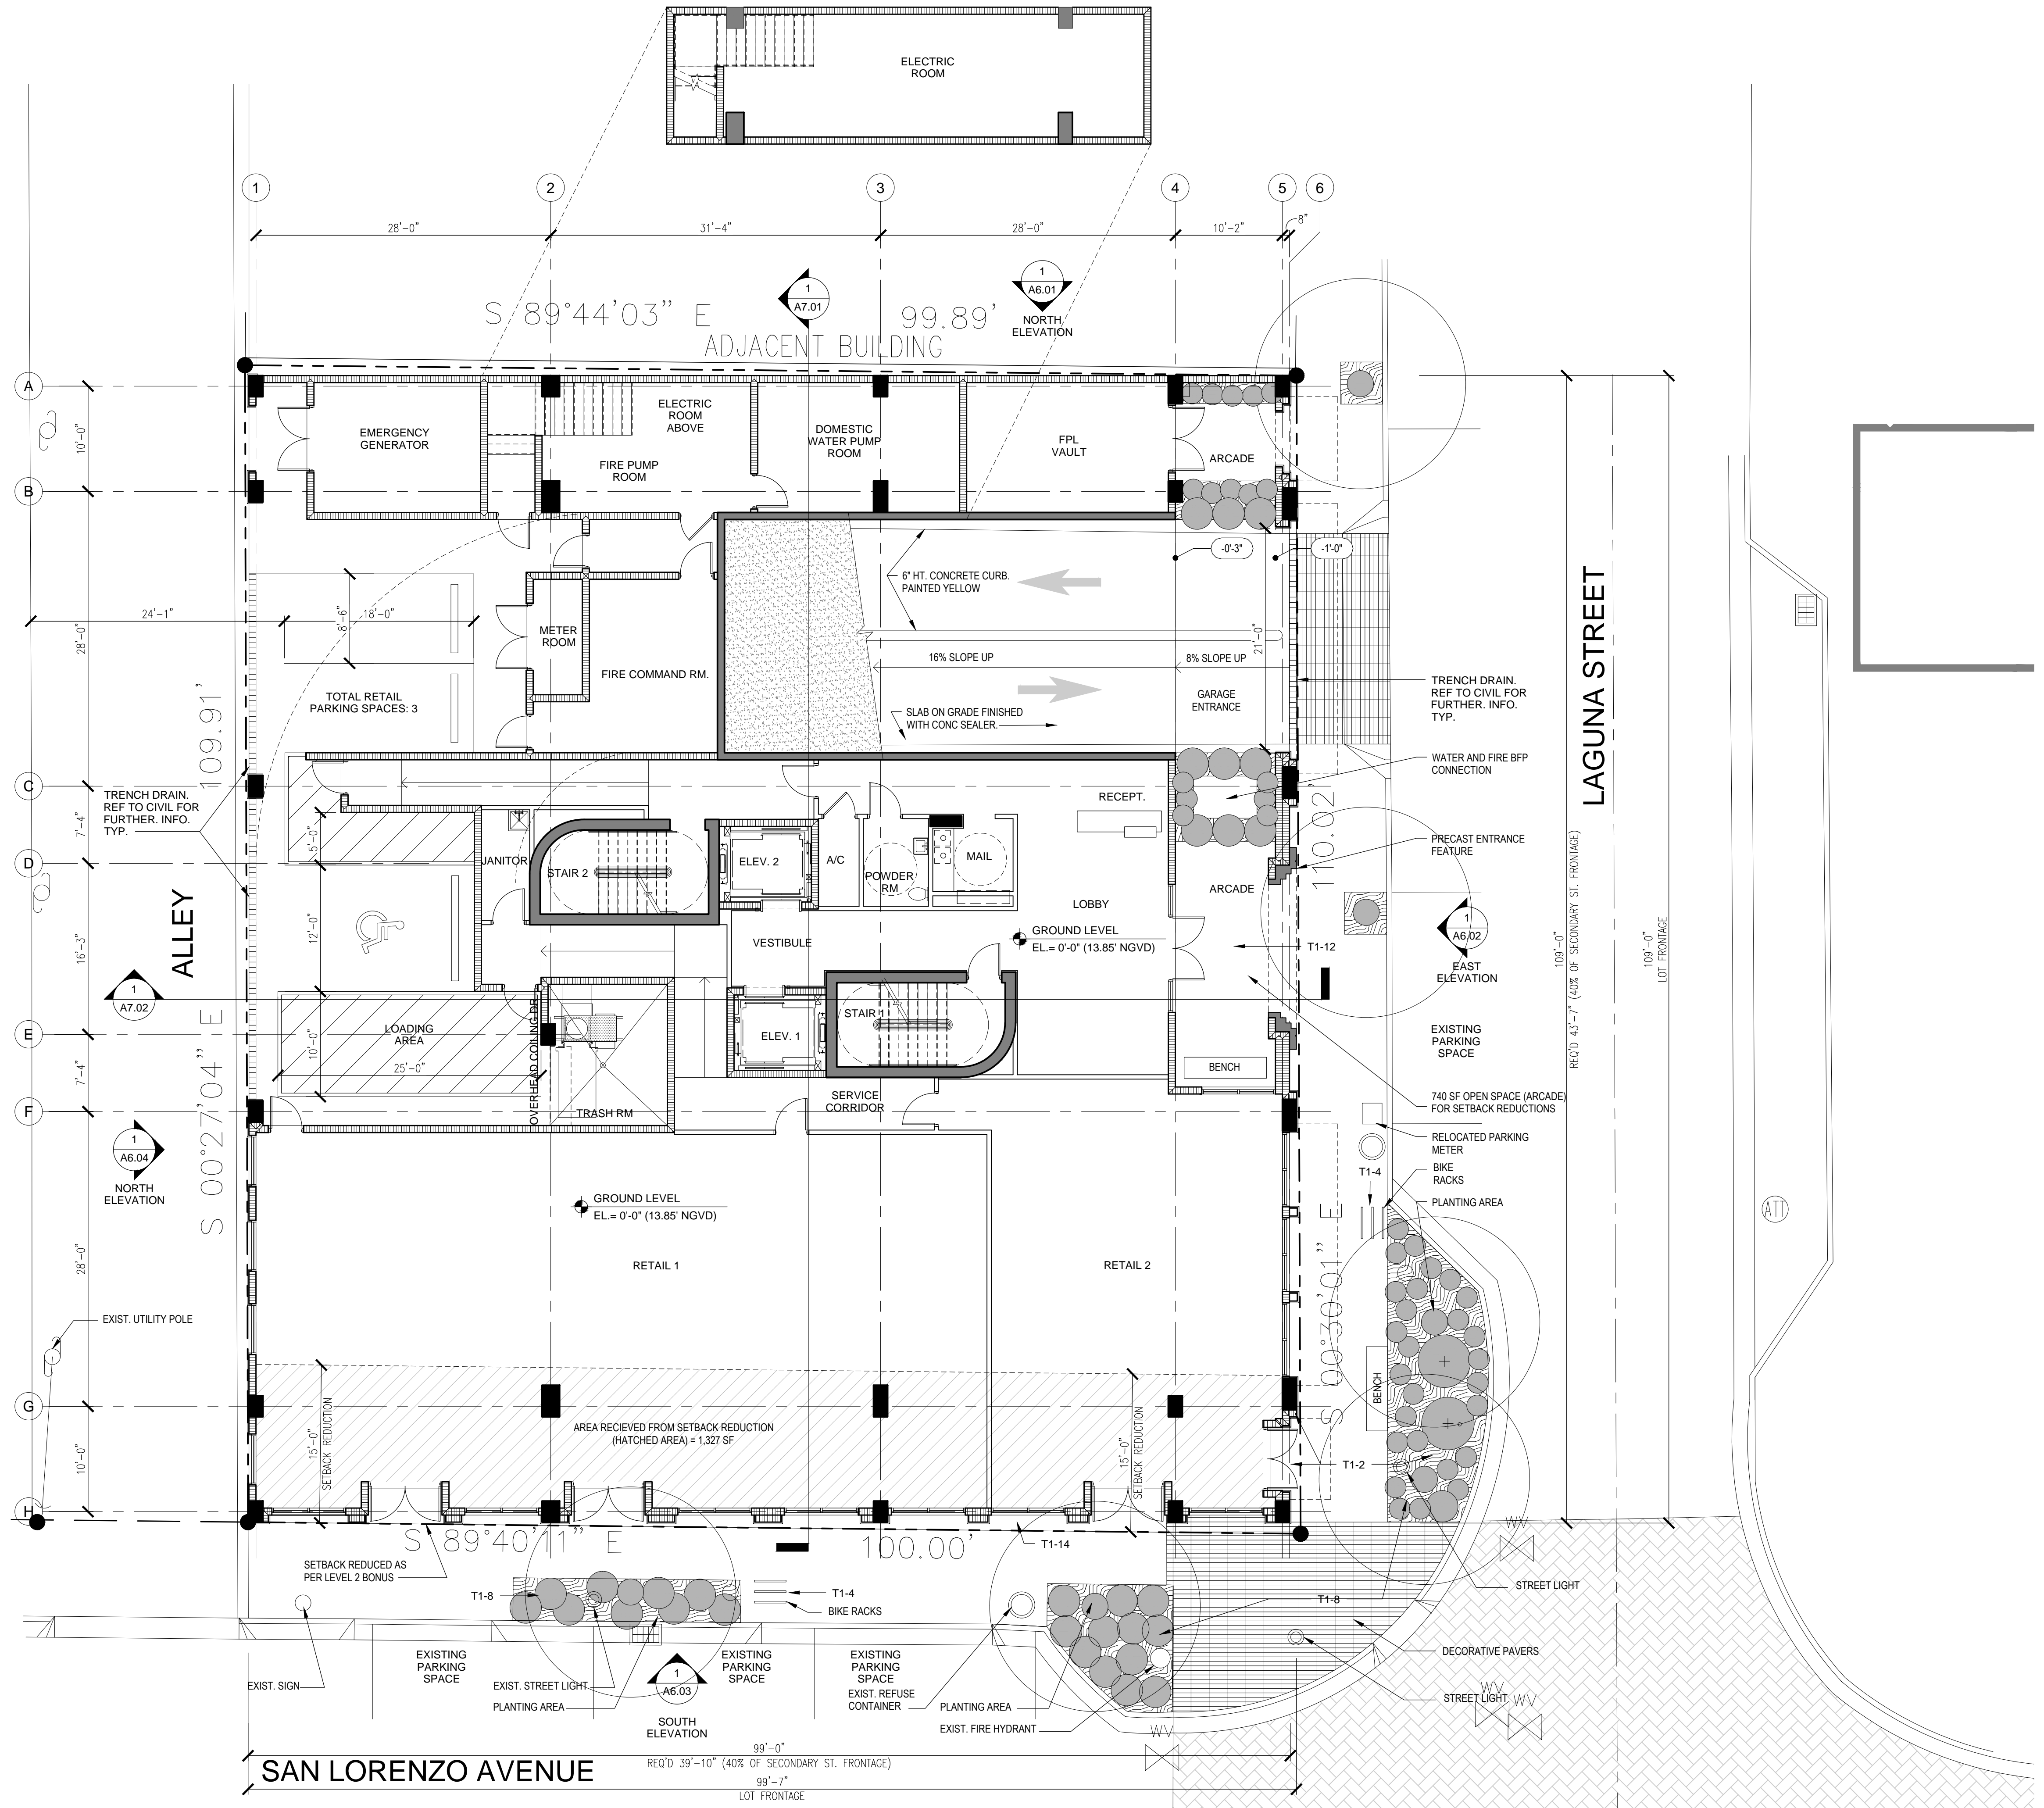 ELECTRIC
ROOM
1
2
3
4
5
6
28'-0"
31'-4"
28'-0"
10'-2"
8"
1
A7.01
1
A6.01
NORTH
ELEVATION
S 89°44'03" E
99.89'
ADJACENT BUILDING
A
B
C
D
E
F
G
H
10'-0"
28'-0"
7'-4"
16'-3"
7'-4"
28'-0"
10'-0"
EMERGENCY
GENERATOR
ELECTRIC
ROOM
ABOVE
FIRE PUMP
ROOM
DOMESTIC
WATER PUMP
ROOM
FPL
VAULT
ARCADE
-0'-3"
-1'-0"
6" HT. CONCRETE CURB.
PAINTED YELLOW
24'-1"
8'-6"
18'-0"
METER
ROOM
FIRE COMMAND RM.
16% SLOPE UP
8% SLOPE UP
21'-0"
GARAGE
ENTRANCE
SLAB ON GRADE FINISHED
WITH CONC SEALER.
TOTAL RETAIL
PARKING SPACES: 3
TRENCH DRAIN.
REF TO CIVIL FOR
FURTHER. INFO.
TYP.
LAGUNA STREET
109.91'
S 00°27'04" E
TRENCH DRAIN.
REF TO CIVIL FOR
FURTHER. INFO.
TYP.
WATER AND FIRE BFP
CONNECTION
RECEPT.
5'-0"
110.02'
S 00°30'01" E
PRECAST ENTRANCE
FEATURE
JANITOR
STAIR 2
ELEV. 2
A/C
POWDER
RM
MAIL
ARCADE
LOBBY
ALLEY
12'-0"
VESTIBULE
GROUND LEVEL
EL.= 0'-0" (13.85' NGVD)
T1-12
1
A6.02
EAST
ELEVATION
109'-0"
REQ'D 43'-7" (40% OF SECONDARY ST. FRONTAGE)
109'-0"
LOT FRONTAGE
1
A7.02
LOADING
AREA
10'-0"
25'-0"
OVERHEAD COILING DR.
TRASH RM
ELEV. 1
STAIR 1
BENCH
EXISTING
PARKING
SPACE
SERVICE
CORRIDOR
740 SF OPEN SPACE (ARCADE)
FOR SETBACK REDUCTIONS
1
A6.04
NORTH
ELEVATION
RELOCATED PARKING
METER
T1-4
BIKE
RACKS
PLANTING AREA
GROUND LEVEL
EL.= 0'-0" (13.85' NGVD)
ATT
RETAIL 1
RETAIL 2
EXIST. UTILITY POLE
BENCH
15'-0"
SETBACK REDUCTION
AREA RECIEVED FROM SETBACK REDUCTION
(HATCHED AREA) = 1,327 SF
15'-0"
SETBACK REDUCTION
T1-2
S 89°40'11" E
100.00'
T1-14
WV
SETBACK REDUCED AS
PER LEVEL 2 BONUS
T1-8
T1-4
BIKE RACKS
T1-8
STREET LIGHT
EXISTING
PARKING
SPACE
EXISTING
PARKING
SPACE
EXISTING
PARKING
SPACE
DECORATIVE PAVERS
EXIST. SIGN
EXIST. STREET LIGHT
PLANTING AREA
1
A6.03
SOUTH
ELEVATION
EXIST. REFUSE
CONTAINER
PLANTING AREA
EXIST. FIRE HYDRANT
STREET LIGHT
WV
WV
WV
SAN LORENZO AVENUE
99'-0"
REQ'D 39'-10" (40% OF SECONDARY ST. FRONTAGE)
99'-7"
LOT FRONTAGE